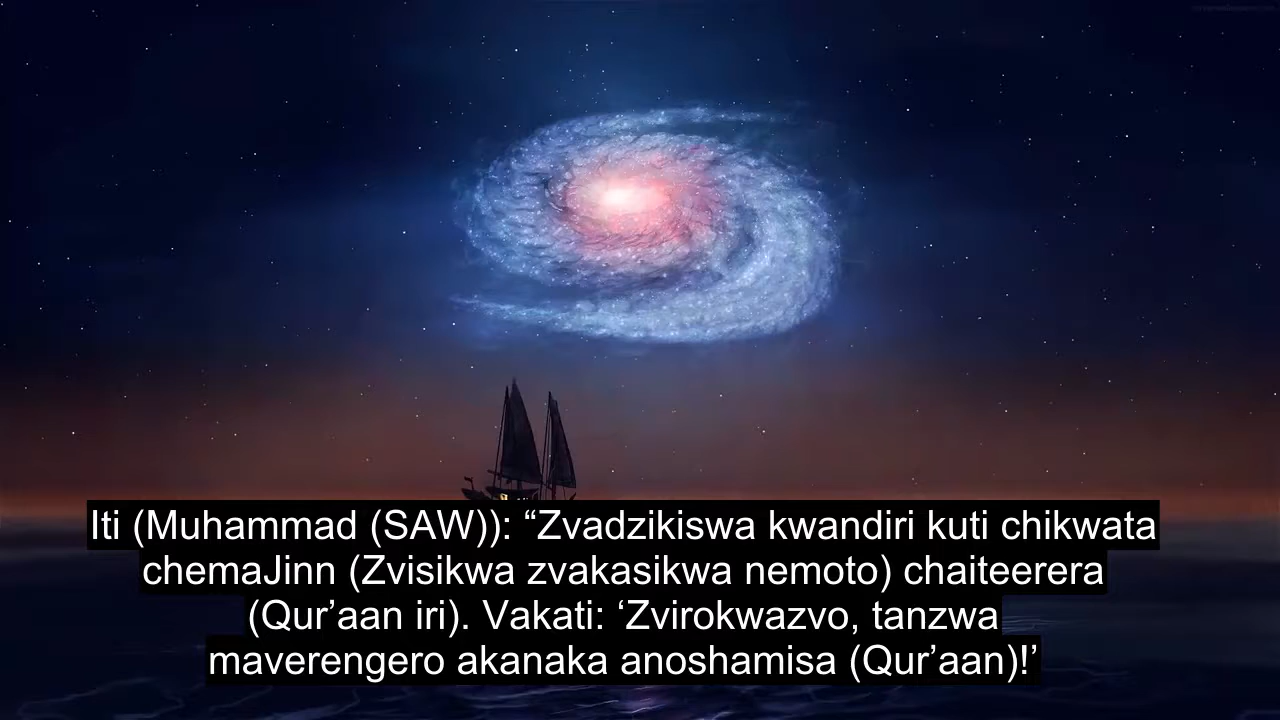 Iti (Muhammad (SAW)): “Zvadzikiswa kwandiri kuti chikwata
chemaJinn (Zvisikwa zvakasikwa nemoto) chaiteerera
(Qur’aan iri). Vakati: ‘Zvirokwazvo, tanzwa
maverengero akanaka anoshamisa (Qur’aan)!’